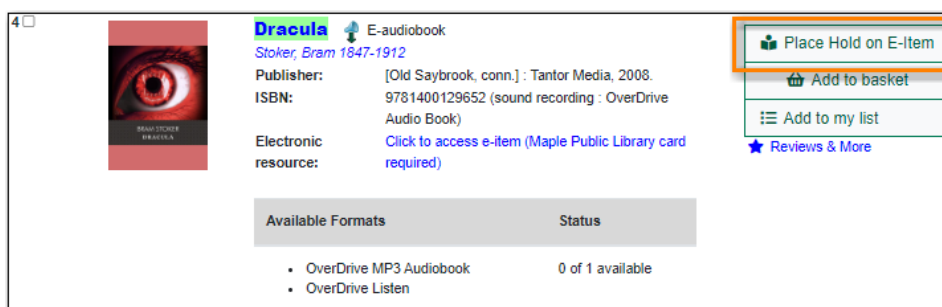 4
Dracula E-audiobook
Stoker, Bram 1847-1912
Publisher: [Old Saybrook, conn.] : Tantor Media, 2008.
ISBN: 9781400129652 (sound recording : OverDrive
Audio Book)
Electronic resource: Click to access e-item (Maple Public Library card
required)
Available Formats Status
OverDrive MP3 Audiobook 0 of 1 available
OverDrive Listen
BRAM STOKER
DRACULA
Place Hold on E-Item
Add to basket
Add to my list
Reviews & More